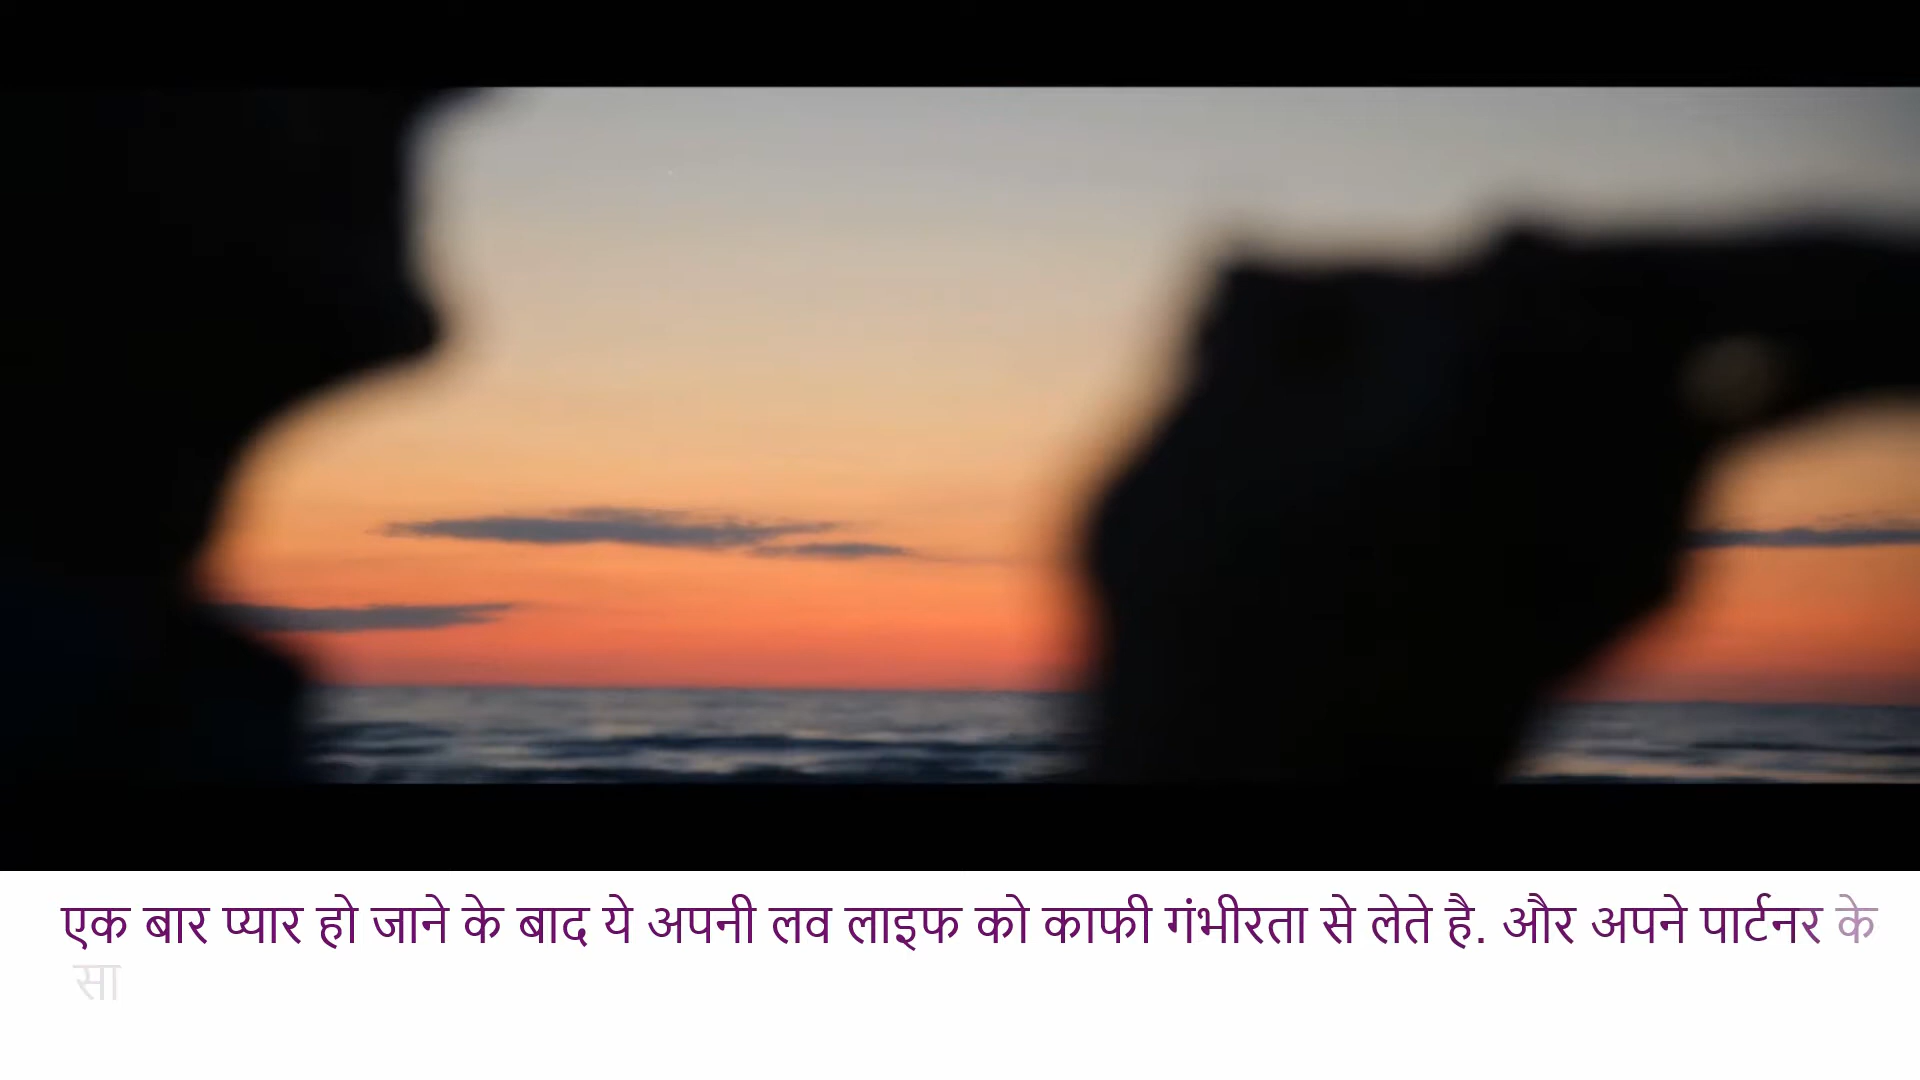 एक बार प्यार हो जाने के बाद ये अपनी लव लाइफ को काफी गंभीरता से लेते है. और अपने पार्टनर के
सा